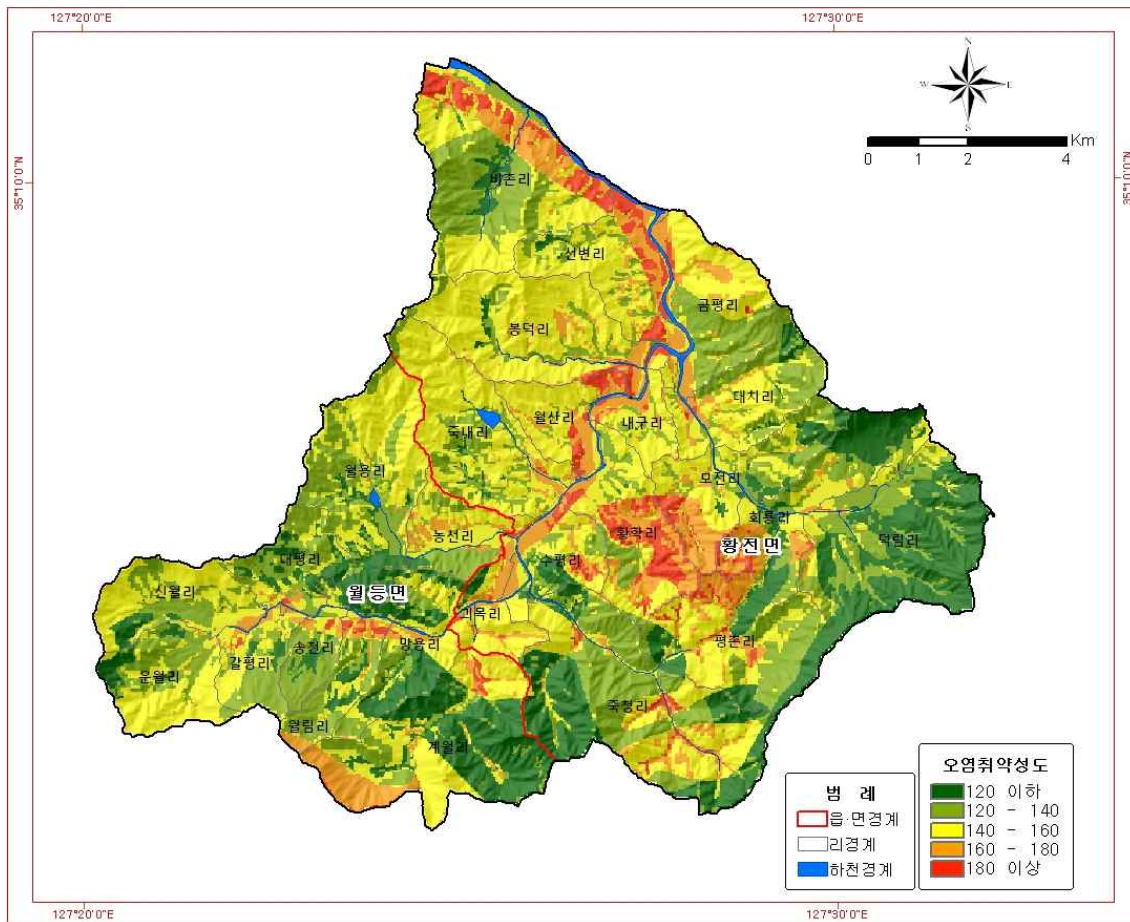 127°20'0"E
127°30'0"E
N
W
E
S
Km
0 1 2 4
35°10'0"N
35°10'0"N
비촌리
선변리
금평리
봉덕리
대치리
월산리
내구리
죽내리
월용리
모전리
회룡리
농선리
황학리
덕림리
황전면
수평리
대평리
신월리
월등면
괴목리
망용리
평촌리
송천리
갈평리
운월리
죽청리
월림리
계월리
범 례
읍·면경계
리경계
하천경계
오염취약성도
120 이하
120 - 140
140 - 160
160 - 180
180 이상
127°20'0"E
127°30'0"E